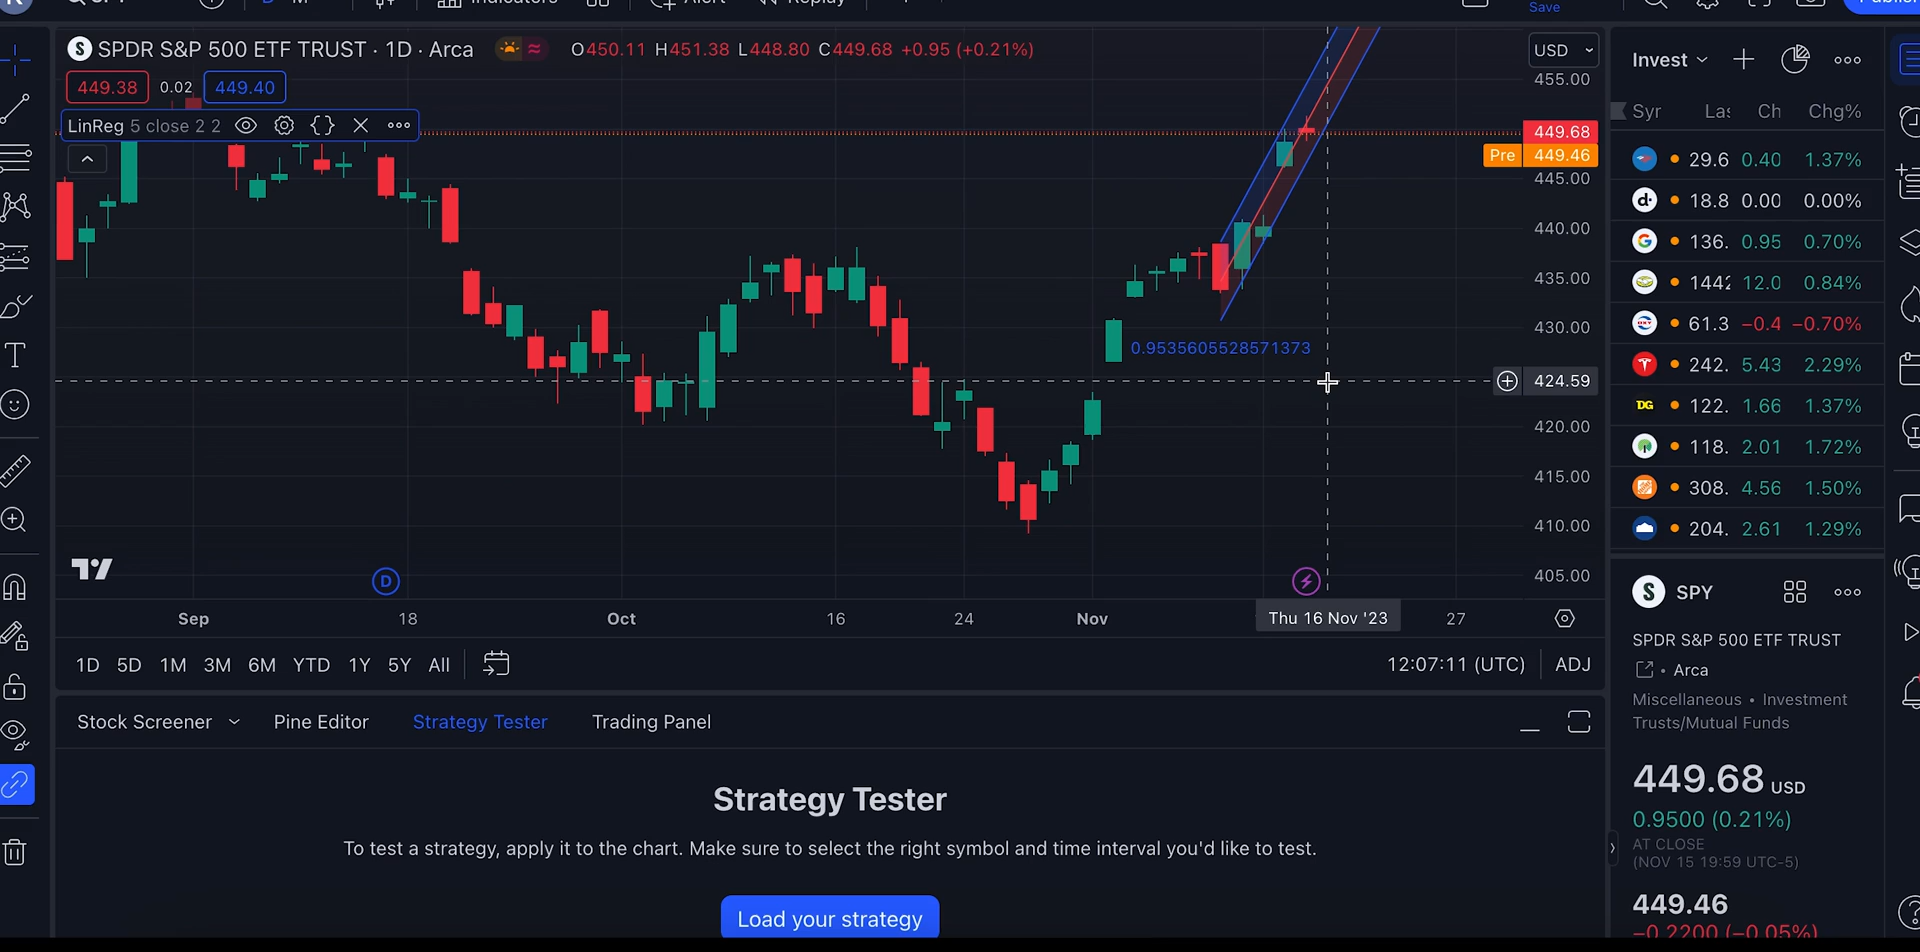 Save
SPDR S&P 500 ETF TRUST · 1D · Arca
O450.11 H451.38 L448.80 C449.68 +0.95 (+0.21%)
449.38 0.02 449.40
LinReg 5 close 2 2
USD
455.00
449.68
Pre 449.46
445.00
440.00
435.00
430.00
0.9535605528571373
424.59
420.00
415.00
410.00
405.00
D
Sep 18 Oct 16 24 Nov Thu 16 Nov '23 27
1D 5D 1M 3M 6M YTD 1Y 5Y All
12:07:11 (UTC) ADJ
Stock Screener Pine Editor Strategy Tester Trading Panel
Strategy Tester
To test a strategy, apply it to the chart. Make sure to select the right symbol and time interval you'd like to test.
Load your strategy
Invest
Syr Las Ch Chg%
29.6 0.40 1.37%
d 18.8 0.00 0.00%
G 136. 0.95 0.70%
1442 12.0 0.84%
OXY 61.3 −0.4 −0.70%
242. 5.43 2.29%
DG 122. 1.66 1.37%
118. 2.01 1.72%
308. 4.56 1.50%
204. 2.61 1.29%
S SPY
SPDR S&P 500 ETF TRUST
Arca
Miscellaneous • Investment
Trusts/Mutual Funds
449.68 USD
0.9500 (0.21%)
AT CLOSE
(NOV 15 19:59 UTC-5)
449.46
−0.2200 (−0.05%)